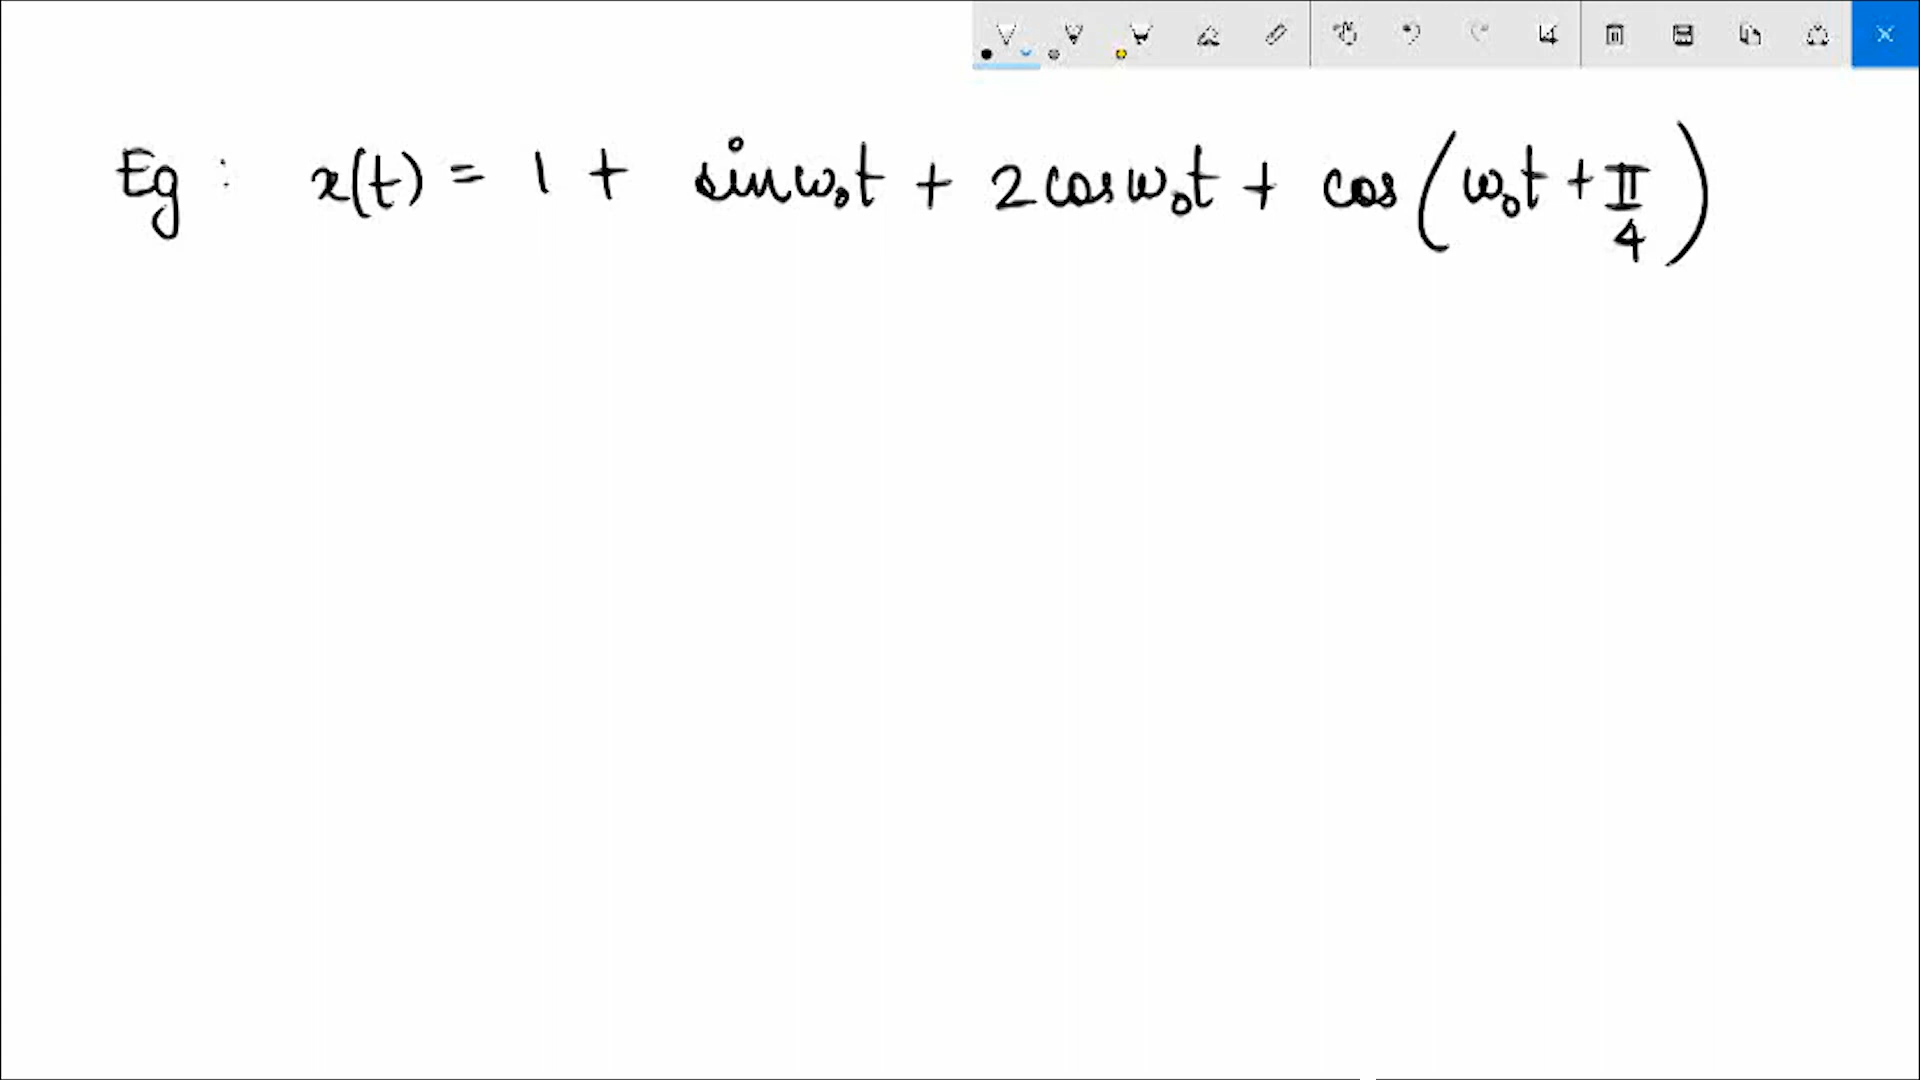 Eg : x(t) = 1 + sinω₀t + 2cosω₀t + cos(ω₀t + π/4)